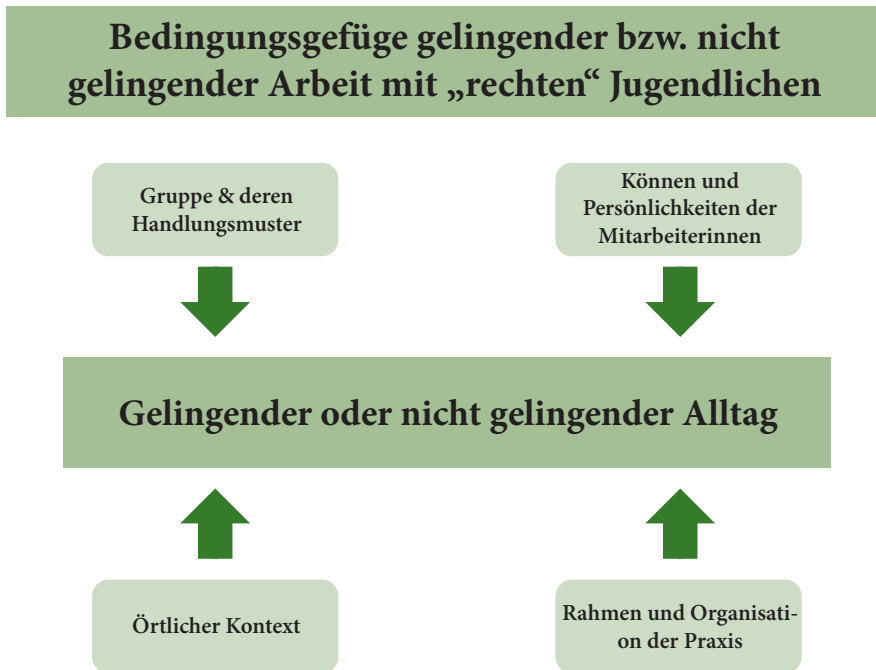 Bedingungsgefüge gelingender bzw. nicht
gelingender Arbeit mit „rechten“ Jugendlichen
Gruppe & deren
Handlungsmuster
Können und
Persönlichkeiten der
Mitarbeiterinnen
Gelingender oder nicht gelingender Alltag
Örtlicher Kontext
Rahmen und Organisati-
on der Praxis